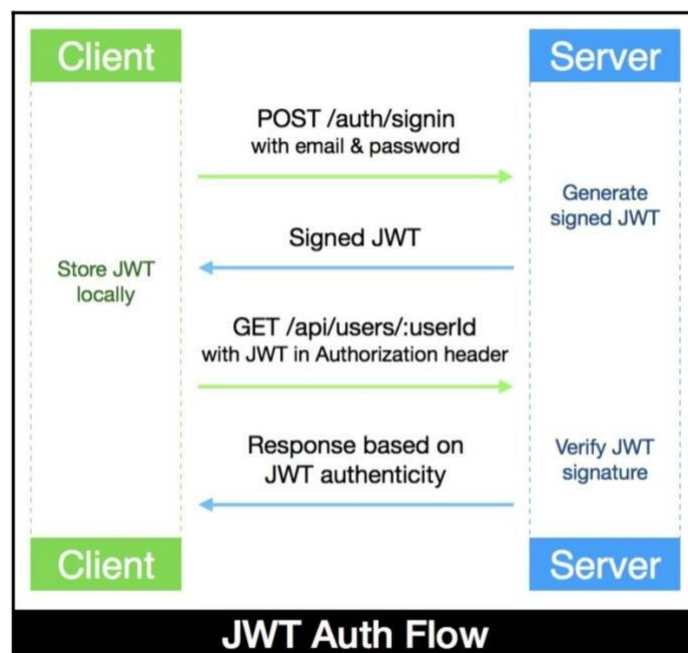 Client
Server
POST /auth/signin
with email & password
Generate
signed JWT
Signed JWT
Store JWT
locally
GET /api/users/:userId
with JWT in Authorization header
Response based on
JWT authenticity
Verify JWT
signature
Client
Server
JWT Auth Flow